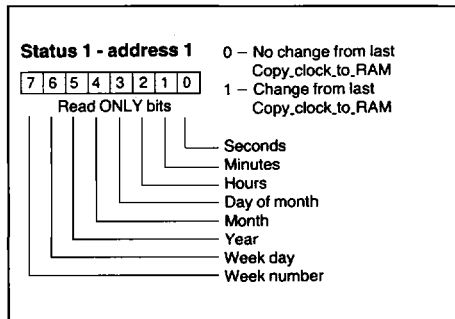 Status 1 - address 1
7 6 5 4 3 2 1 0
Read ONLY bits
0 – No change from last
Copy_clock_to_RAM
1 – Change from last
Copy_clock_to_RAM
Seconds
Minutes
Hours
Day of month
Month
Year
Week day
Week number